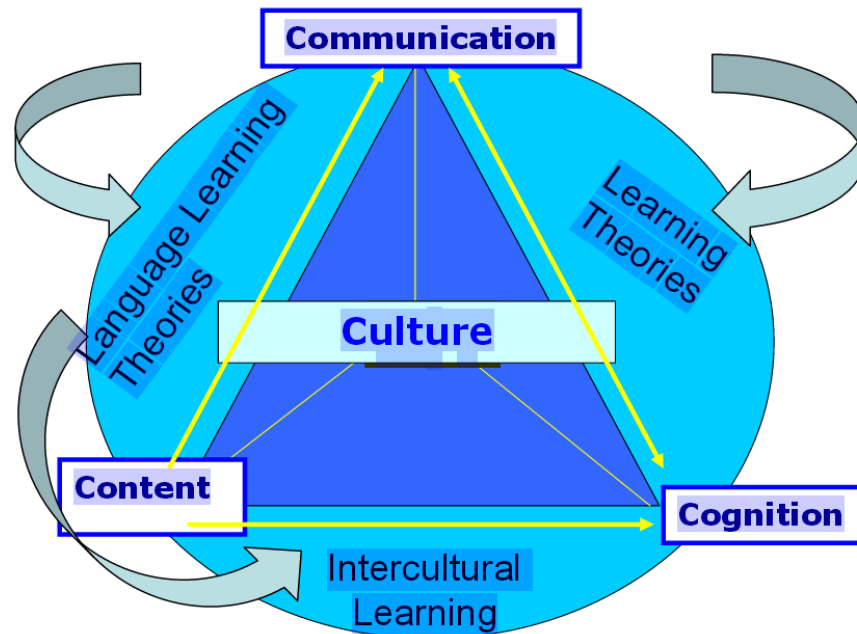 Communication
Language Learning
Theories
Learning
Theories
Culture
Content
Cognition
Intercultural
Learning